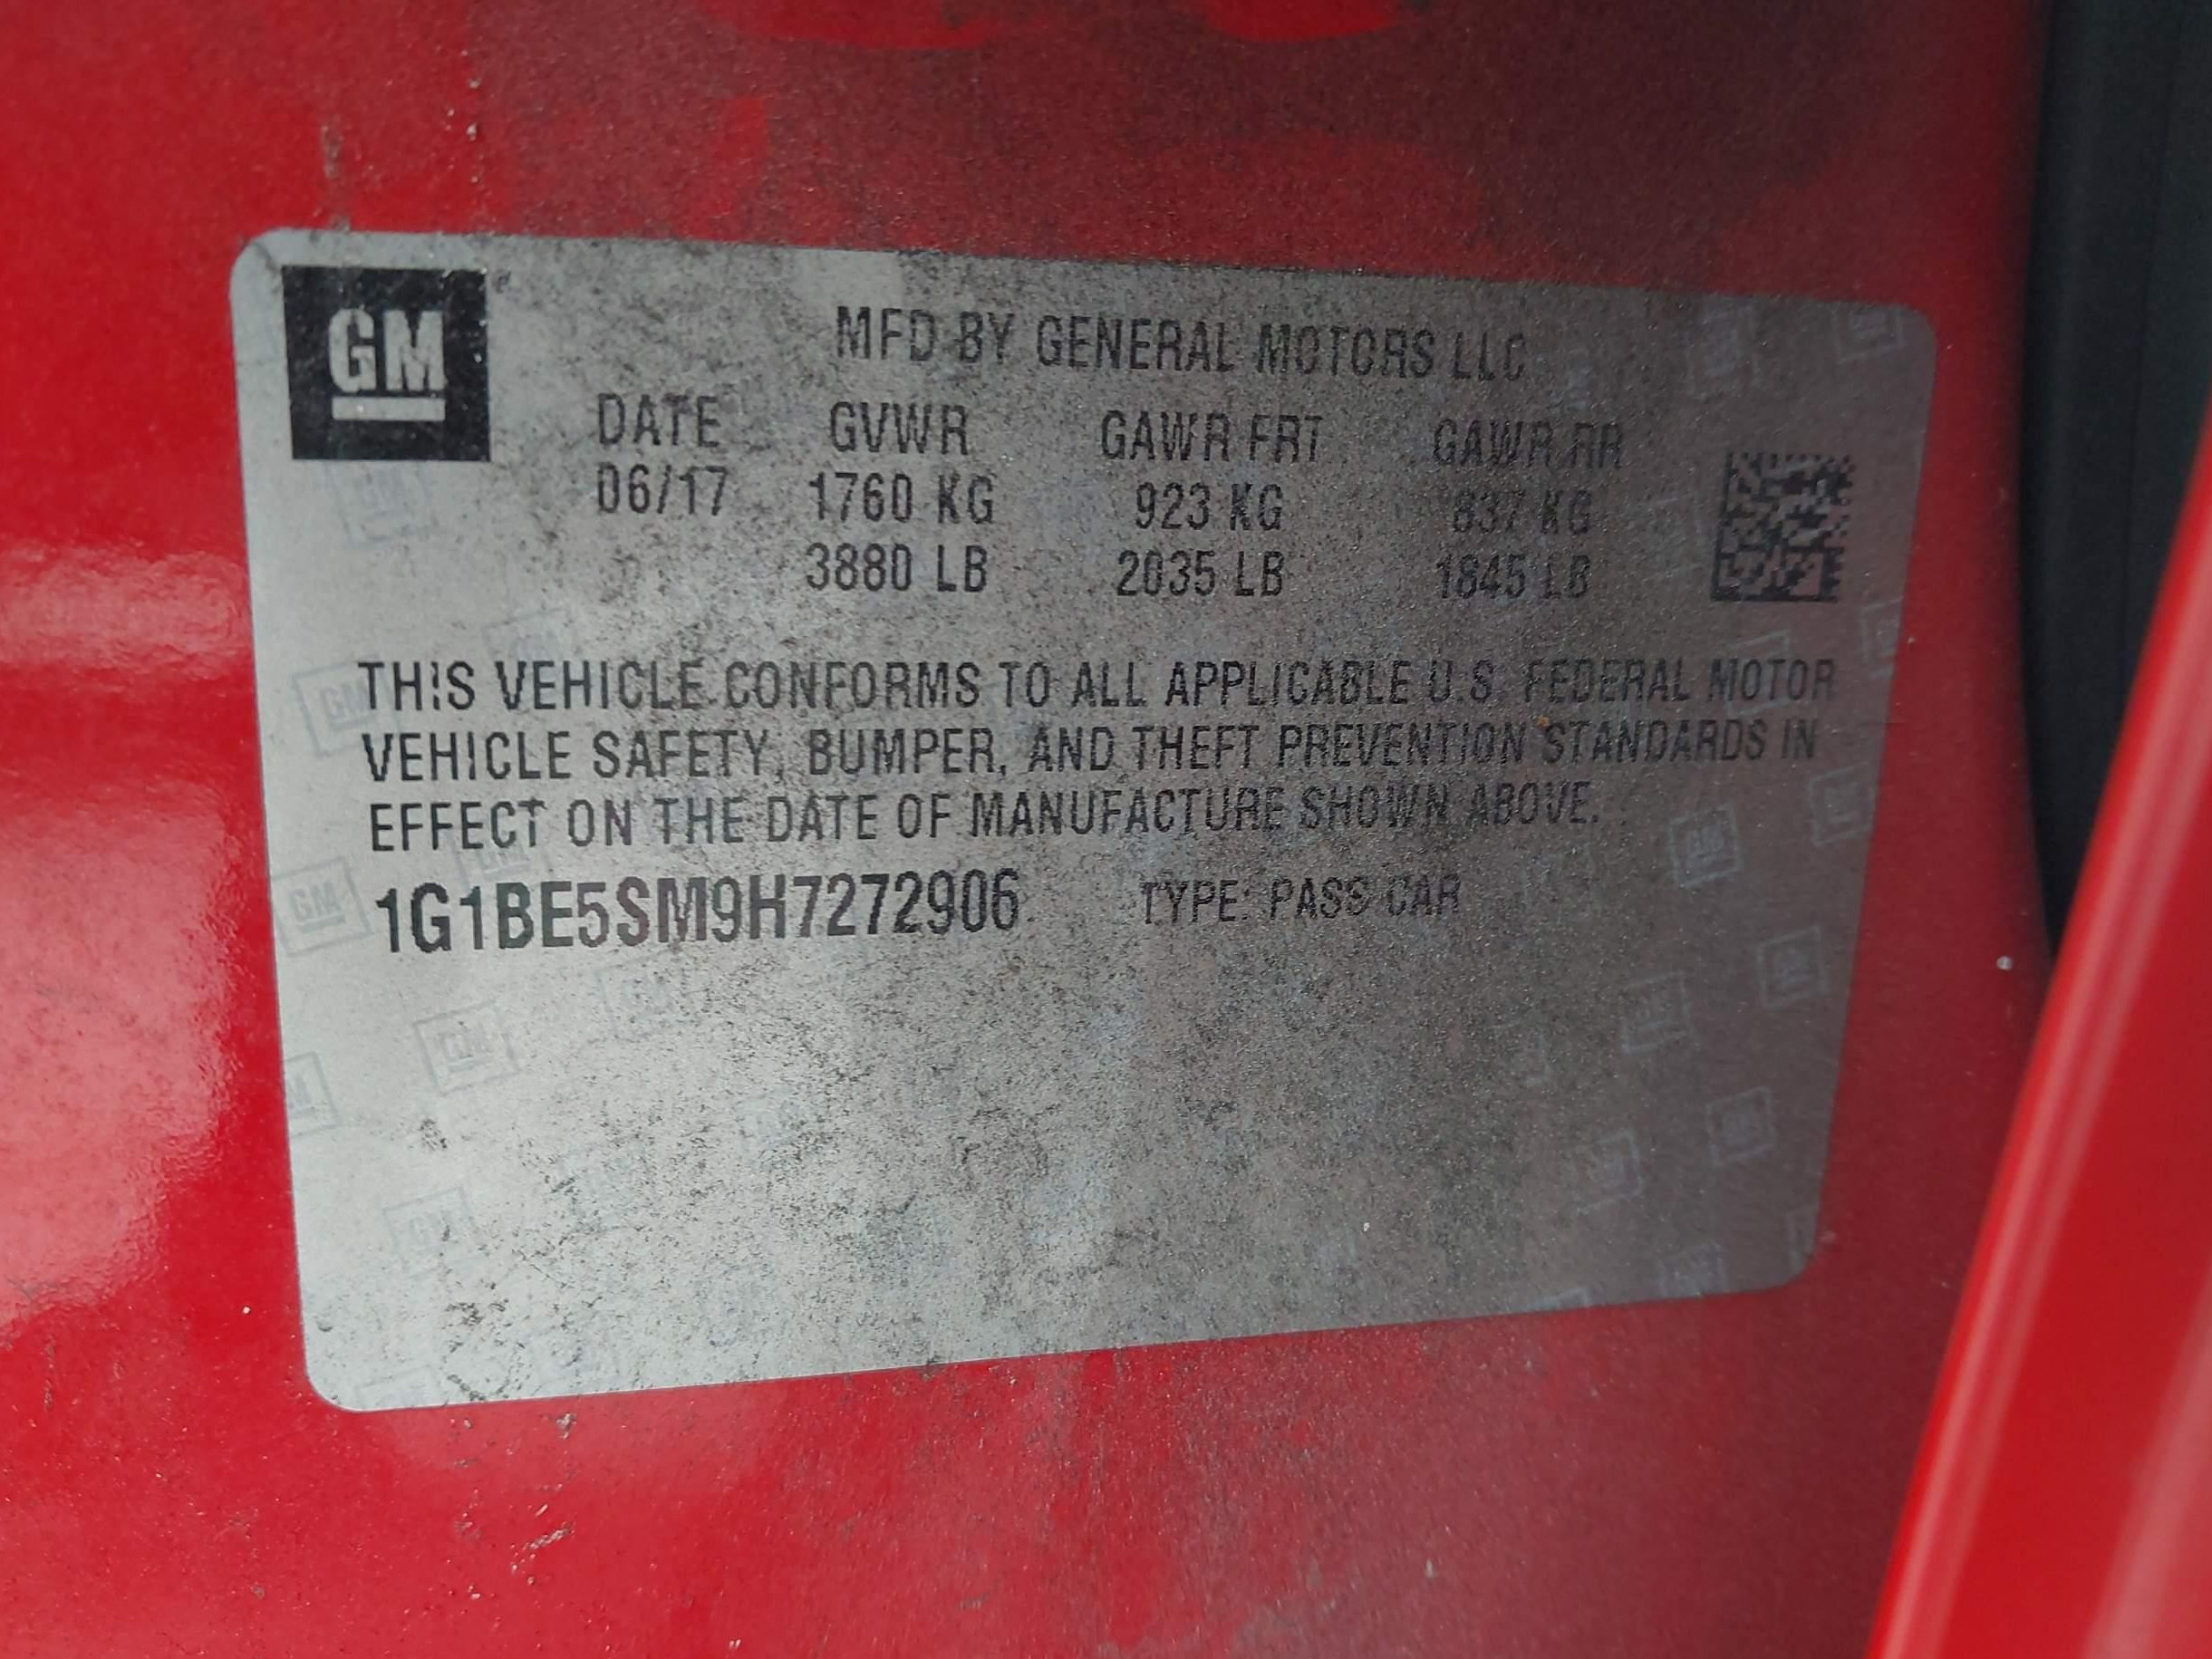 GM
MFD BY GENERAL MOTORS LLC
DATE GVWR GAWR FRT GAWR RR
06/17 1760 KG 923 KG 837 KG
3880 LB 2035 LB 1845 LB
THIS VEHICLE CONFORMS TO ALL APPLICABLE U.S. FEDERAL MOTOR
VEHICLE SAFETY, BUMPER, AND THEFT PREVENTION STANDARDS IN
EFFECT ON THE DATE OF MANUFACTURE SHOWN ABOVE.
1G1BE5SM9H7272906 TYPE: PASS CAR